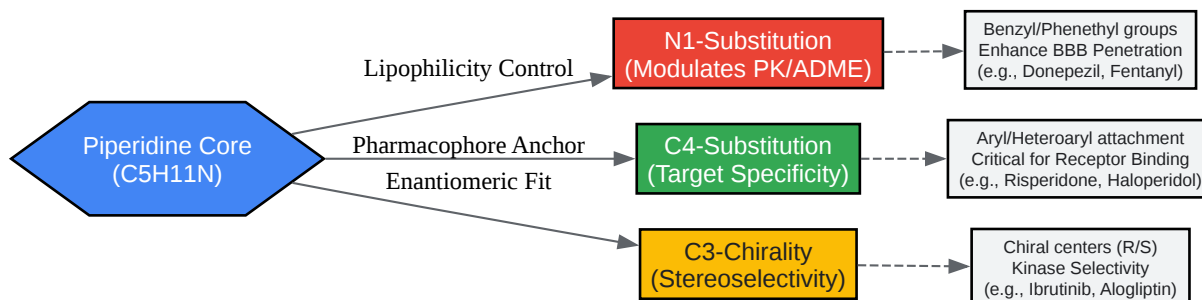 Piperidine Core
(C5H11N)
Lipophilicity Control
Pharmacophore Anchor
Enantiomeric Fit
N1-Substitution
(Modulates PK/ADME)
Benzyl/Phenethyl groups
Enhance BBB Penetration
(e.g., Donepezil, Fentanyl)
C4-Substitution
(Target Specificity)
Aryl/Heteroaryl attachment
Critical for Receptor Binding
(e.g., Risperidone, Haloperidol)
C3-Chirality
(Stereoselectivity)
Chiral centers (R/S)
Kinase Selectivity
(e.g., Ibrutinib, Alogliptin)